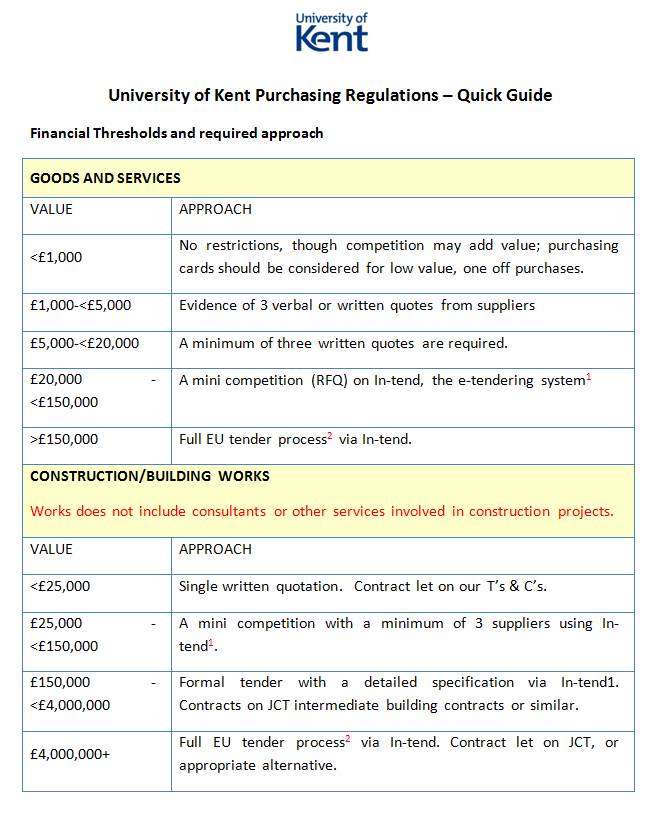 University of
Kent
University of Kent Purchasing Regulations – Quick Guide
Financial Thresholds and required approach
GOODS AND SERVICES
VALUE
APPROACH
<£1,000
No restrictions, though competition may add value; purchasing
cards should be considered for low value, one off purchases.
£1,000-<£5,000
Evidence of 3 verbal or written quotes from suppliers
£5,000-<£20,000
A minimum of three written quotes are required.
£20,000 -
<£150,000
A mini competition (RFQ) on In-tend, the e-tendering system¹
>£150,000
Full EU tender process² via In-tend.
CONSTRUCTION/BUILDING WORKS
Works does not include consultants or other services involved in construction projects.
VALUE
APPROACH
<£25,000
Single written quotation. Contract let on our T’s & C’s.
£25,000 -
<£150,000
A mini competition with a minimum of 3 suppliers using In-
tend¹.
£150,000 -
<£4,000,000
Formal tender with a detailed specification via In-tend1.
Contracts on JCT intermediate building contracts or similar.
£4,000,000+
Full EU tender process² via In-tend. Contract let on JCT, or
appropriate alternative.